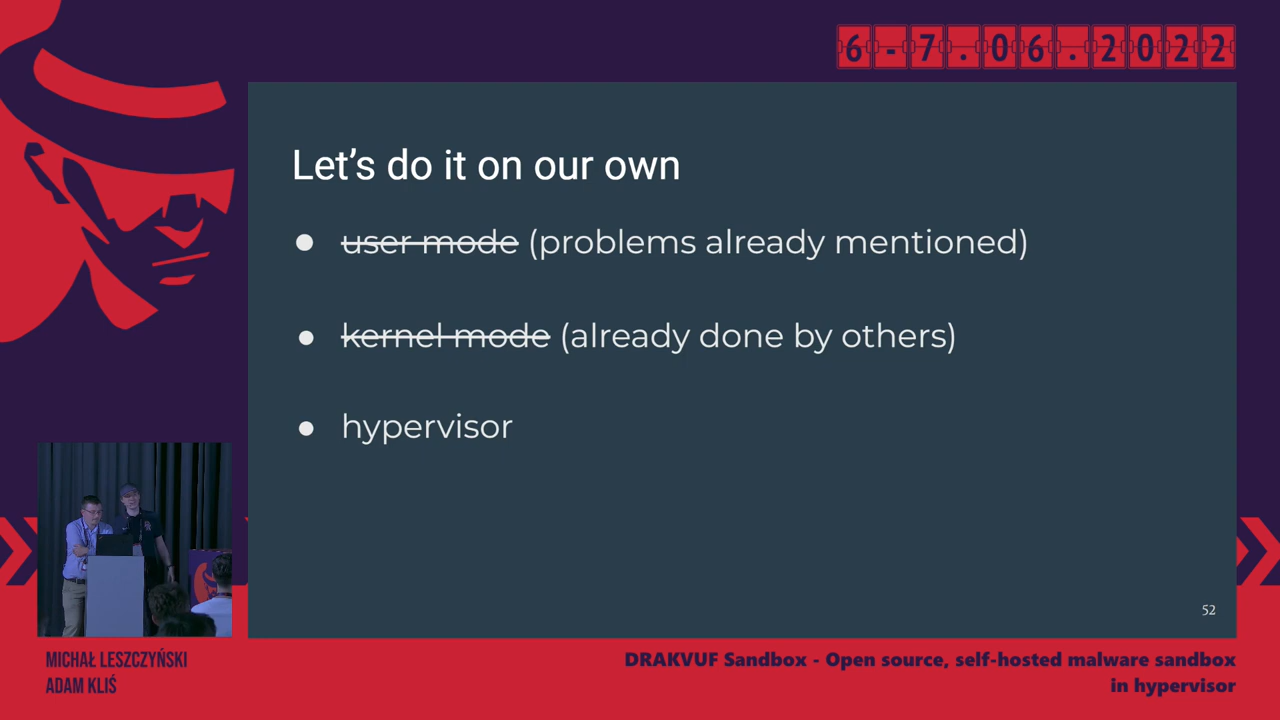 6-7.06.2022
Let's do it on our own
● user mode (problems already mentioned)
● kernel mode (already done by others)
● hypervisor
52
MICHAŁ LESZCZYŃSKI
ADAM KLIŚ
DRAKVUF Sandbox - Open source, self-hosted malware sandbox
in hypervisor